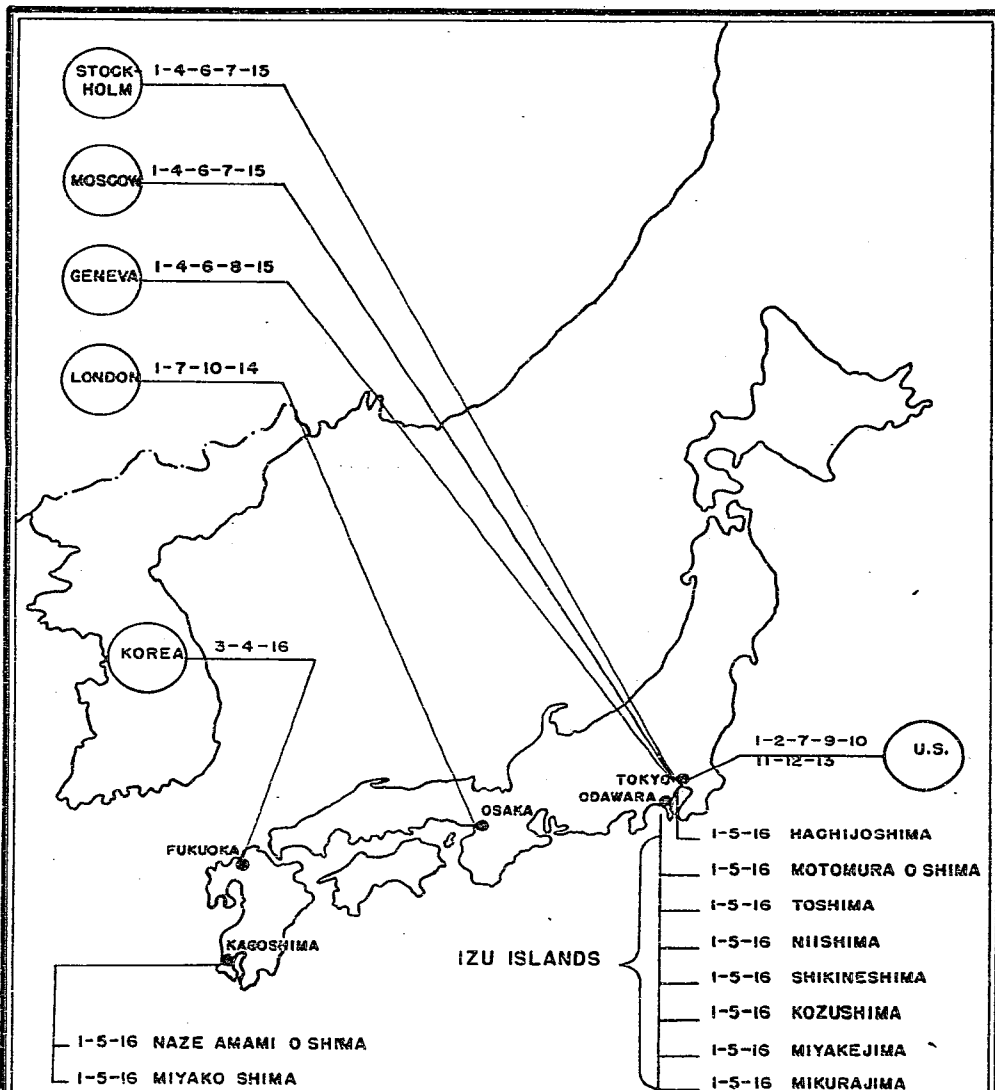 STOCK-
HOLM
1-4-6-7-15
MOSCOW
1-4-6-7-15
GENEVA
1-4-6-8-15
LONDON
1-7-10-14
KOREA
3-4-16
1-2-7-9-10
11-12-13
U.S.
TOKYO
ODAWARA
OSAKA
FUKUOKA
KAGOSHIMA
IZU ISLANDS
1-5-16 HACHIJOSHIMA
1-5-16 MOTOMURA O SHIMA
1-5-16 TOSHIMA
1-5-16 NIISHIMA
1-5-16 SHIKINESHIMA
1-5-16 KOZUSHIMA
1-5-16 MIYAKEJIMA
1-5-16 MIKURAJIMA
1-5-16 NAZE AMAMI O SHIMA
1-5-16 MIYAKO SHIMA